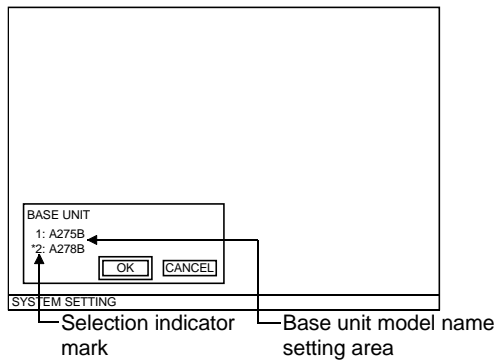 BASE UNIT
1: A275B
*2: A278B
OK CANCEL
SYSTEM SETTING
Selection indicator mark
Base unit model name setting area